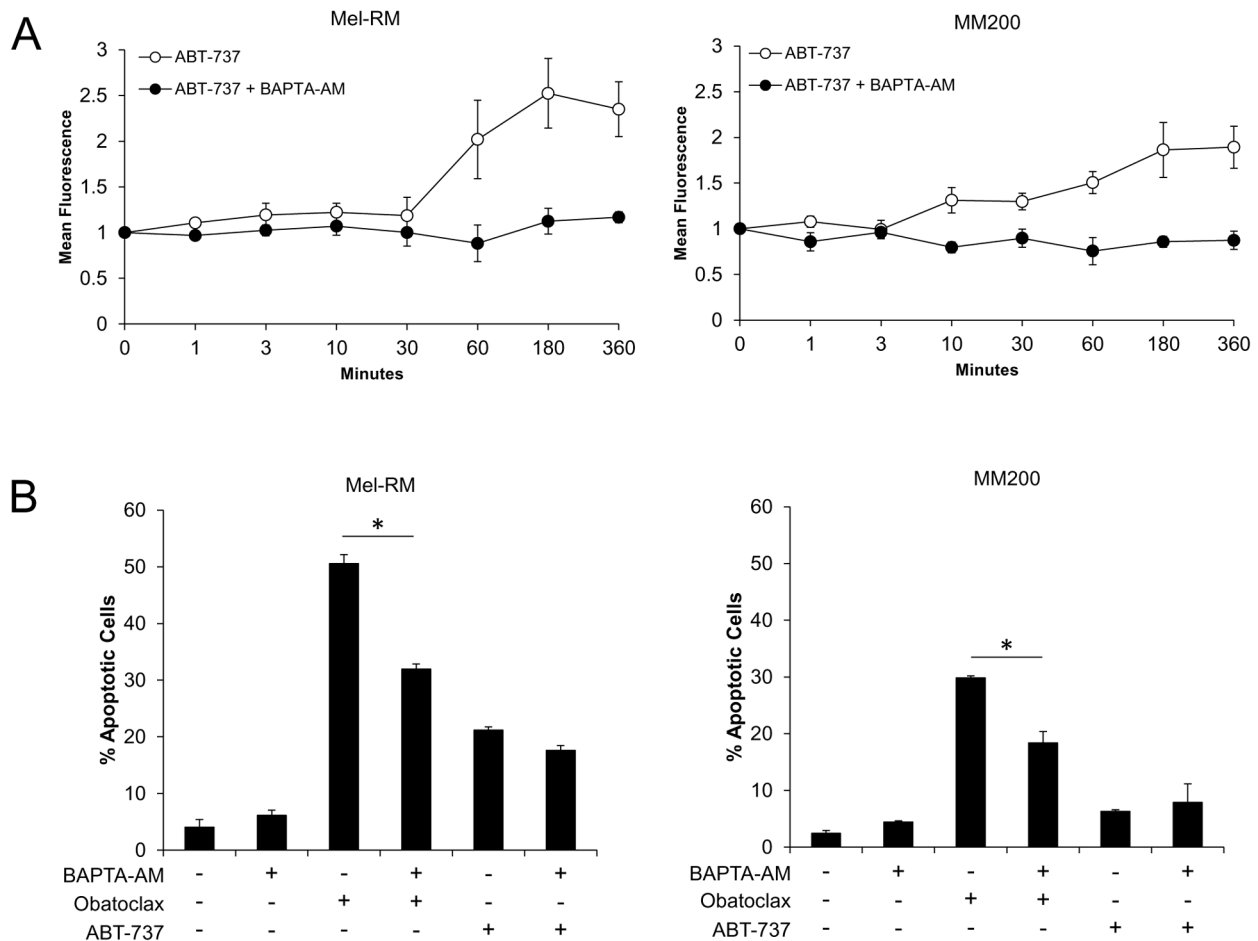 A
Mel-RM
3
2.5
2
1.5
1
0.5
0
Mean Fluorescence
ABT-737
ABT-737 + BAPTA-AM
0 1 3 10 30 60 180 360
Minutes
MM200
3
2.5
2
1.5
1
0.5
0
Mean Fluorescence
ABT-737
ABT-737 + BAPTA-AM
0 1 3 10 30 60 180 360
Minutes
B
Mel-RM
60
50
40
30
20
10
0
% Apoptotic Cells
*
BAPTA-AM - + - + - +
Obatoclax - - + + - -
ABT-737 - - - - + +
MM200
60
50
40
30
20
10
0
% Apoptotic Cells
*
BAPTA-AM - + - + - +
Obatoclax - - + + - -
ABT-737 - - - - + +